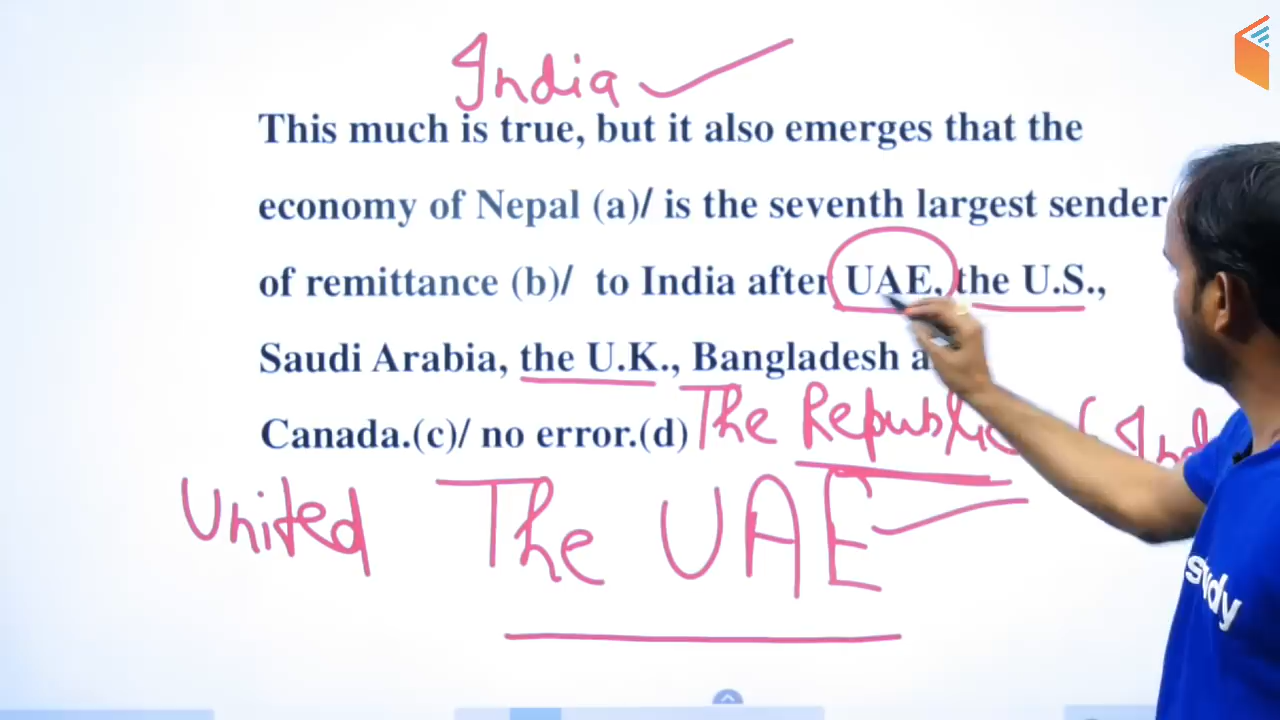 India
This much is true, but it also emerges that the
economy of Nepal (a)/ is the seventh largest sender
of remittance (b)/ to India after UAE, the U.S.,
Saudi Arabia, the U.K., Bangladesh
Canada.(c)/ no error.(d) The Republic
United The UAE
study